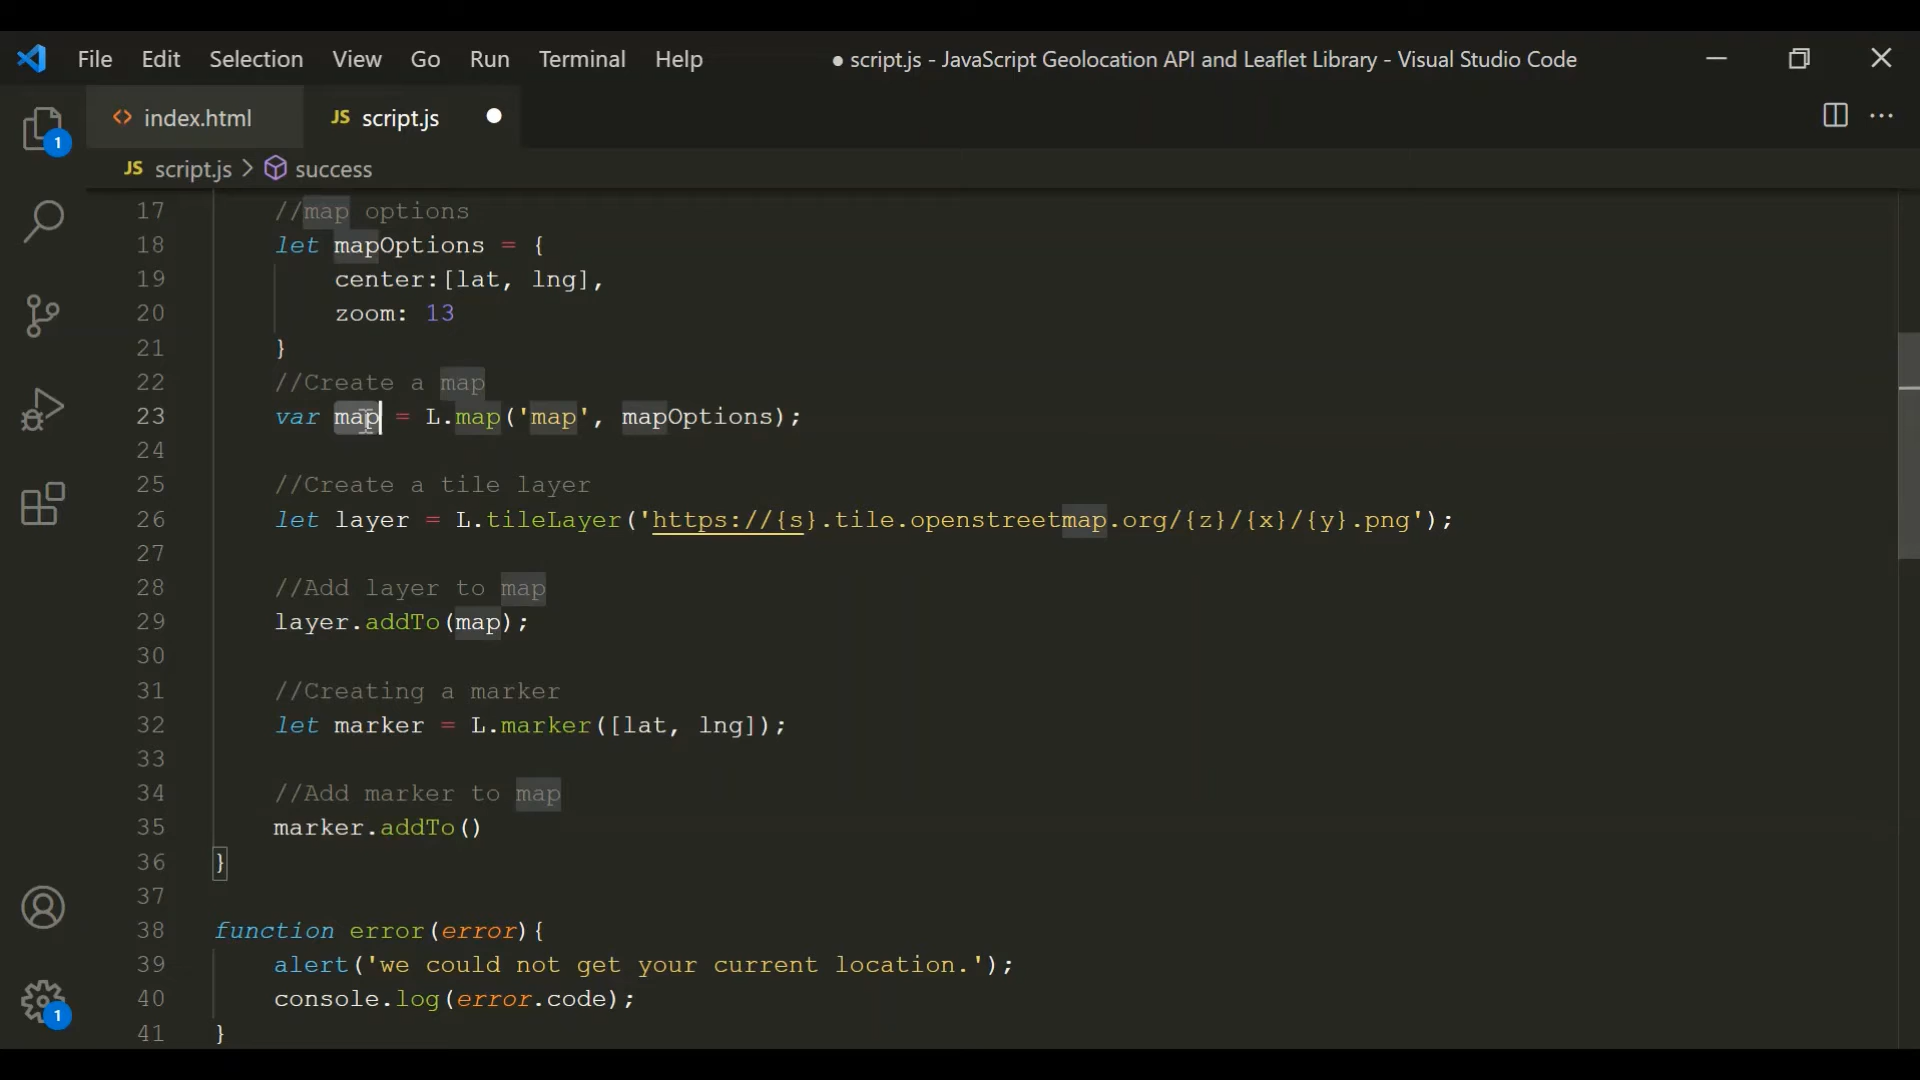 File Edit Selection View Go Run Terminal Help ● script.js - JavaScript Geolocation API and Leaflet Library - Visual Studio Code
<> index.html JS script.js
JS script.js > success
17 //map options
18 let mapOptions = {
19 center:[lat, lng],
20 zoom: 13
21 }
22 //Create a map
23 var map = L.map('map', mapOptions);
24
25 //Create a tile layer
26 let layer = L.tileLayer('https://{s}.tile.openstreetmap.org/{z}/{x}/{y}.png');
27
28 //Add layer to map
29 layer.addTo(map);
30
31 //Creating a marker
32 let marker = L.marker([lat, lng]);
33
34 //Add marker to map
35 marker.addTo()
36 }
37
38 function error(error){
39 alert('we could not get your current location.');
40 console.log(error.code);
41 }
1
1